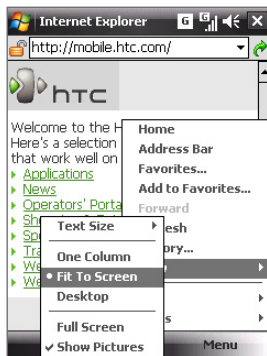 Internet Explorer
http://mobile.htc.com/
hTC
Welcome to the H
Here's a selection
that work well on
Applications
News
Operators' Porta
Home
Address Bar
Favorites...
Add to Favorites...
Forward
esh
ory...
Text Size
One Column
Fit To Screen
Desktop
Full Screen
Show Pictures
Menu